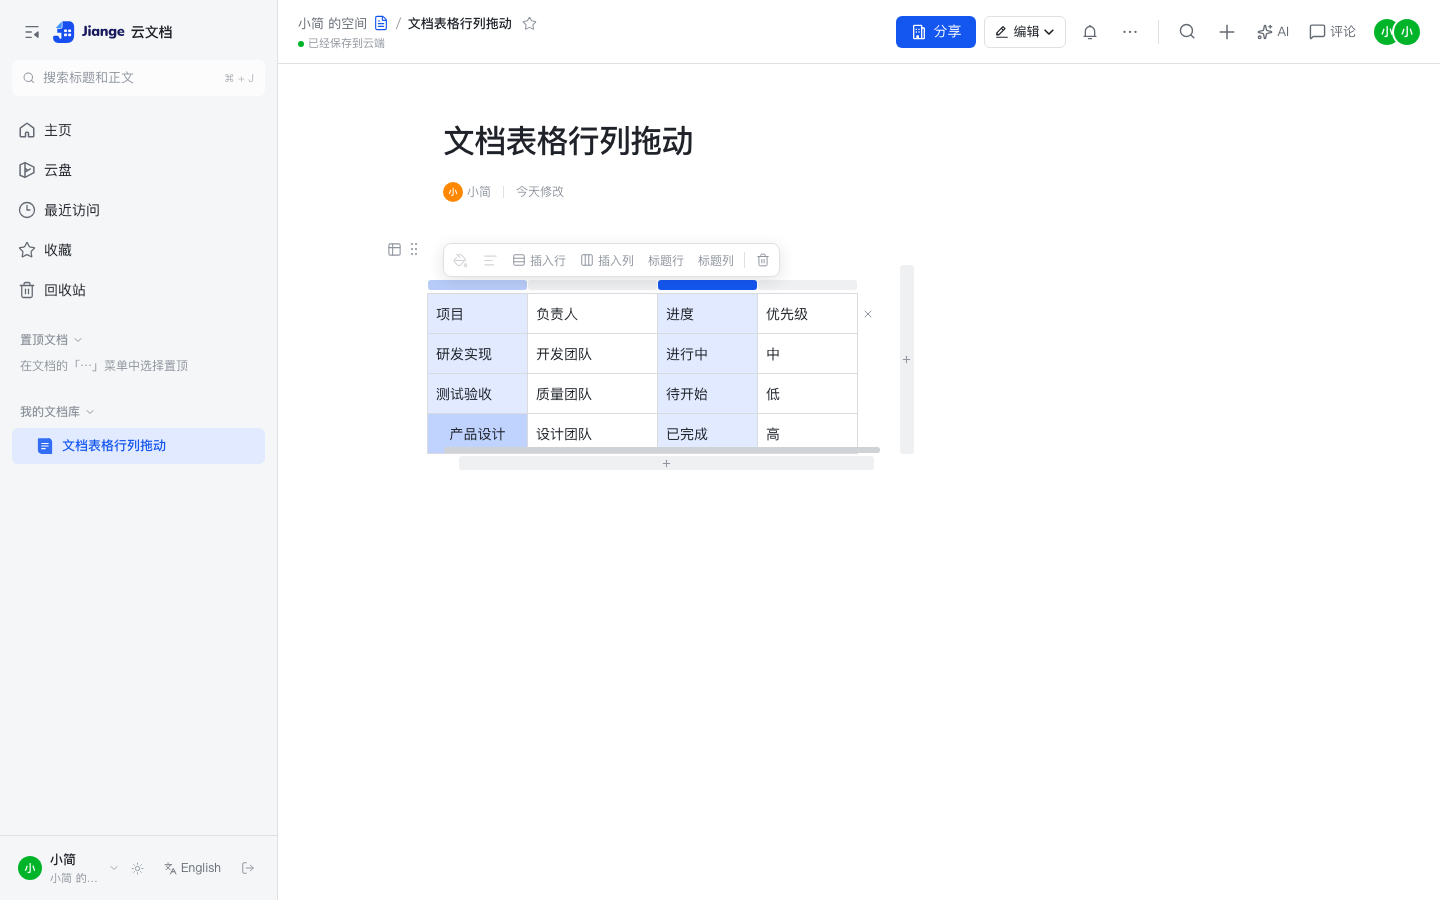 Jiange 云文档
搜索标题和正文 ⌘ + J
主页
云盘
最近访问
收藏
回收站
置顶文档
在文档的「…」菜单中选择置顶
我的文档库
文档表格行列拖动
小 小简
小简 的...
English
小简 的空间 / 文档表格行列拖动
已经保存到云端
分享
编辑
AI
评论
小 小
文档表格行列拖动
小 小简 今天修改
插入行 插入列 标题行 标题列
项目 负责人 进度 优先级
研发实现 开发团队 进行中 中
测试验收 质量团队 待开始 低
产品设计 设计团队 已完成 高